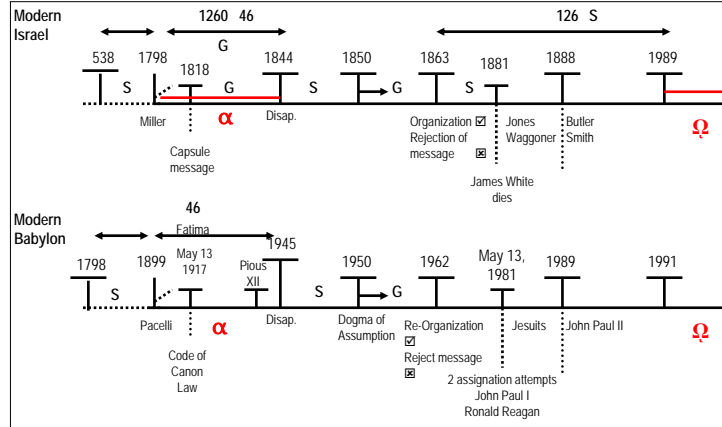 Modern
Israel
1260 46
G
126 S
538
1798
1818
1844
1850
1863
1881
1888
1989
S
G
S
G
S
α
Miller
Capsule
message
Disap.
Organization ☑
Rejection of
message
☒
James White
dies
Jones
Waggoner
Butler
Smith
Ω
Modern
Babylon
46
Fatima
1798
1899
May 13
1917
Pious
XII
1945
1950
1962
May 13,
1981
1989
1991
S
S
G
α
Pacelli
Code of
Canon
Law
Disap.
Dogma of
Assumption
Re-Organization
☑
Reject message
☒
2 assignation attempts
John Paul I
Ronald Reagan
Jesuits
John Paul II
Ω